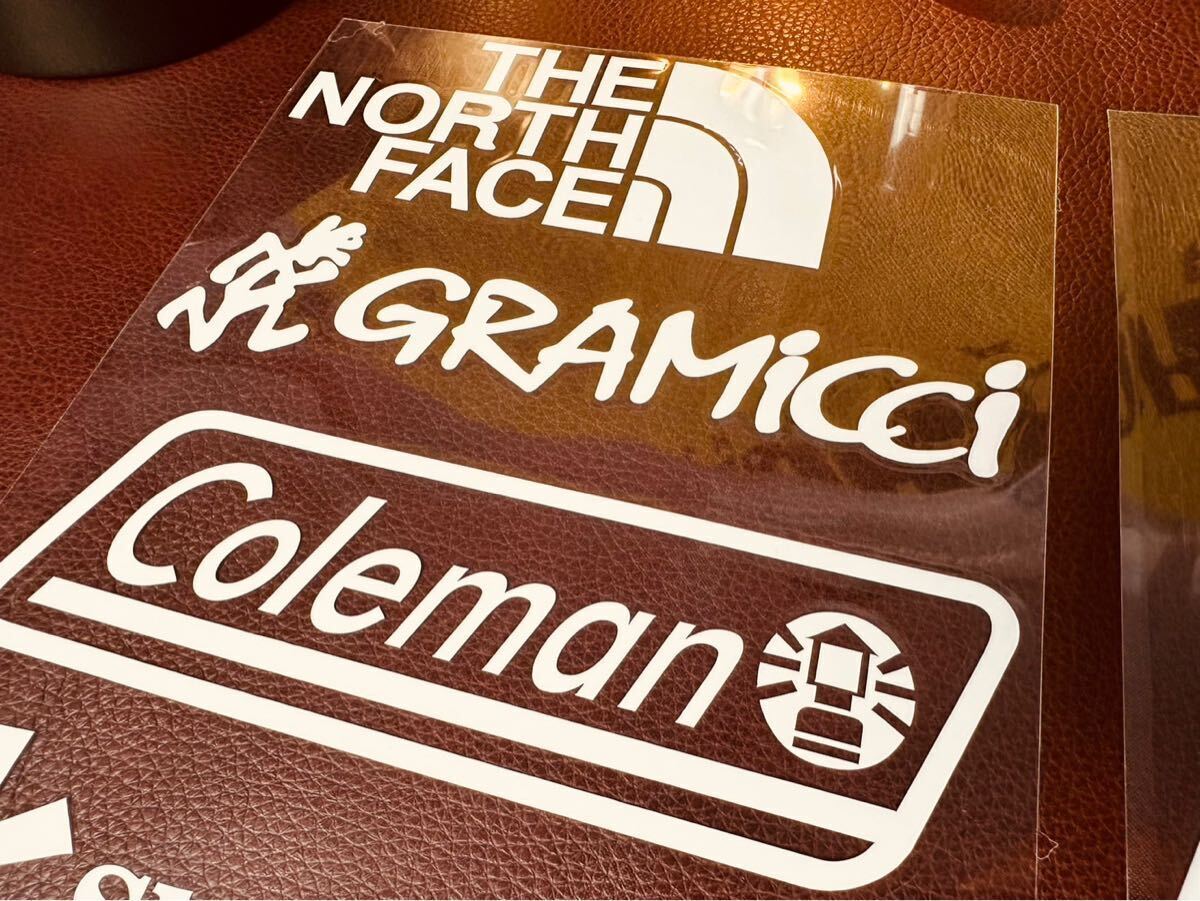 THE
NORTH
FACE
GRAMiCCi
Coleman